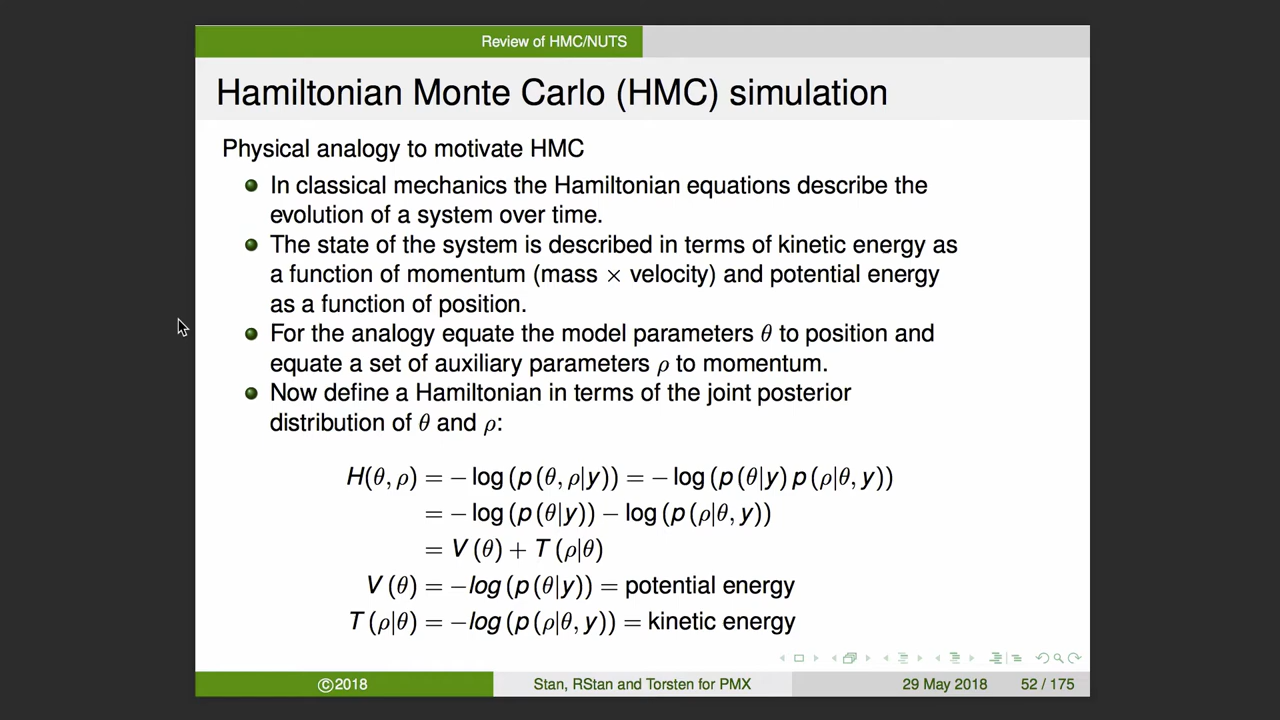 Review of HMC/NUTS
Hamiltonian Monte Carlo (HMC) simulation
Physical analogy to motivate HMC
In classical mechanics the Hamiltonian equations describe the
evolution of a system over time.
The state of the system is described in terms of kinetic energy as
a function of momentum (mass × velocity) and potential energy
as a function of position.
For the analogy equate the model parameters θ to position and
equate a set of auxiliary parameters ρ to momentum.
Now define a Hamiltonian in terms of the joint posterior
distribution of θ and ρ:
H(θ, ρ) = − log (p (θ, ρ|y)) = − log (p (θ|y) p (ρ|θ, y))
= − log (p (θ|y)) − log (p (ρ|θ, y))
= V (θ) + T (ρ|θ)
V (θ) = −log (p (θ|y)) = potential energy
T (ρ|θ) = −log (p (ρ|θ, y)) = kinetic energy
©2018
Stan, RStan and Torsten for PMX
29 May 2018
52 / 175